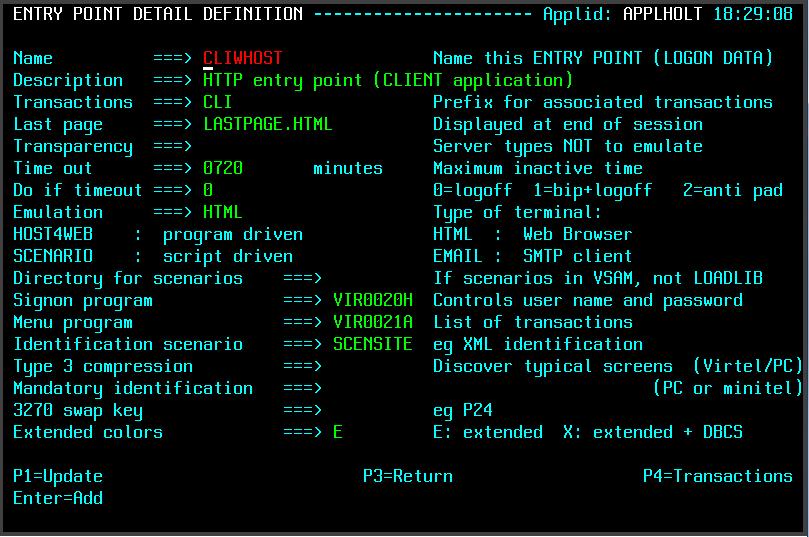 ENTRY POINT DETAIL DEFINITION ---------------------- Applid: APPLHOLT 18:29:08
Name ===> CLIWHOST Name this ENTRY POINT (LOGON DATA)
Description ===> HTTP entry point (CLIENT application)
Transactions ===> CLI Prefix for associated transactions
Last page ===> LASTPAGE.HTML Displayed at end of session
Transparency ===> Server types NOT to emulate
Time out ===> 0720 minutes Maximum inactive time
Do if timeout ===> 0 0=logoff 1=bip+logoff 2=anti pad
Emulation ===> HTML Type of terminal:
HOST4WEB : program driven HTML : Web Browser
SCENARIO : script driven EMAIL : SMTP client
Directory for scenarios ===> If scenarios in VSAM, not LOADLIB
Signon program ===> VIR0020H Controls user name and password
Menu program ===> VIR0021A List of transactions
Identification scenario ===> SCENSITE eg XML identification
Type 3 compression ===> Discover typical screens (Virtel/PC)
Mandatory identification ===> (PC or minitel)
3270 swap key ===> eg P24
Extended colors ===> E E: extended X: extended + DBCS
P1=Update P3=Return P4=Transactions
Enter=Add